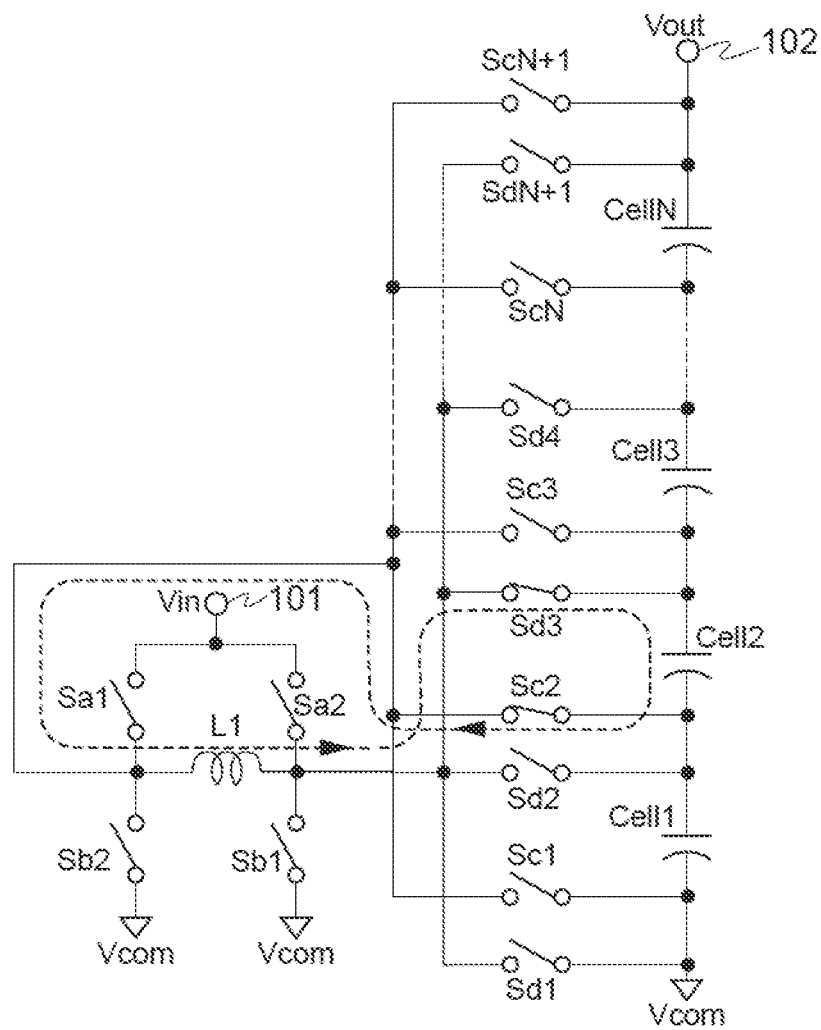 Vout
102
ScN+1
SdN+1
CellN
ScN
Sd4
Cell3
Sc3
Vin
101
Sd3
Cell2
Sa1
Sa2
Sc2
L1
Sd2
Cell1
Sb2
Sb1
Sc1
Vcom
Vcom
Sd1
Vcom